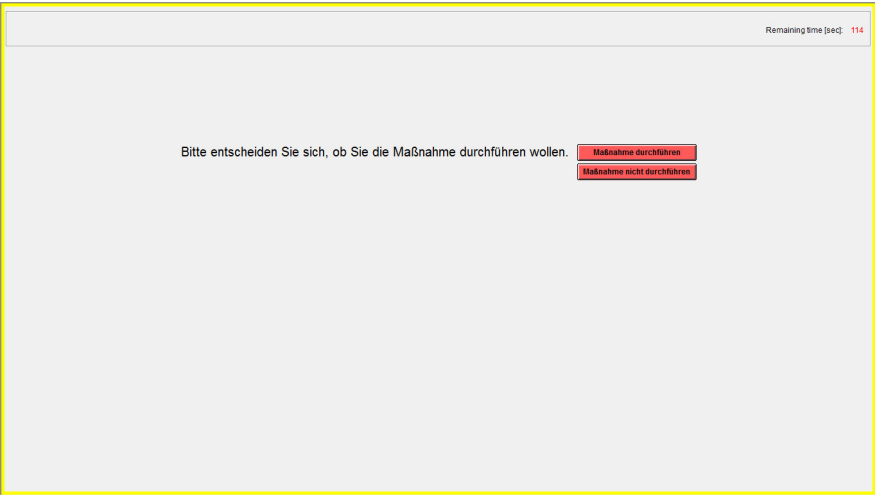 Remaining time [sec]: 114
Bitte entscheiden Sie sich, ob Sie die Maßnahme durchführen wollen.
Maßnahme durchführen
Maßnahme nicht durchführen